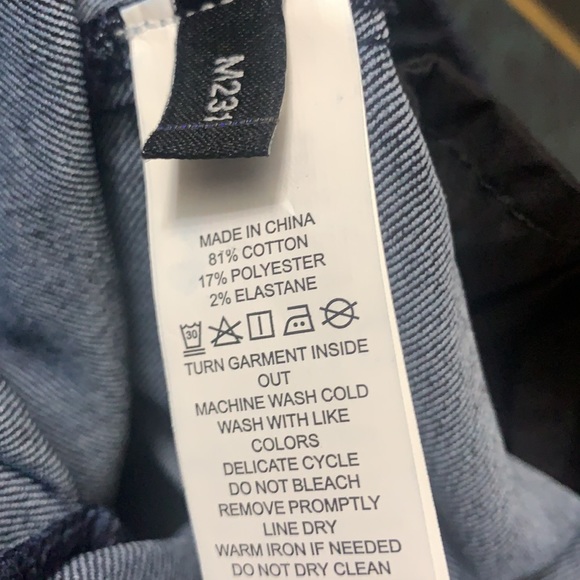 M231
MADE IN CHINA
81% COTTON
17% POLYESTER
2% ELASTANE
30
TURN GARMENT INSIDE
OUT
MACHINE WASH COLD
WASH WITH LIKE
COLORS
DELICATE CYCLE
DO NOT BLEACH
REMOVE PROMPTLY
LINE DRY
WARM IRON IF NEEDED
DO NOT DRY CLEAN